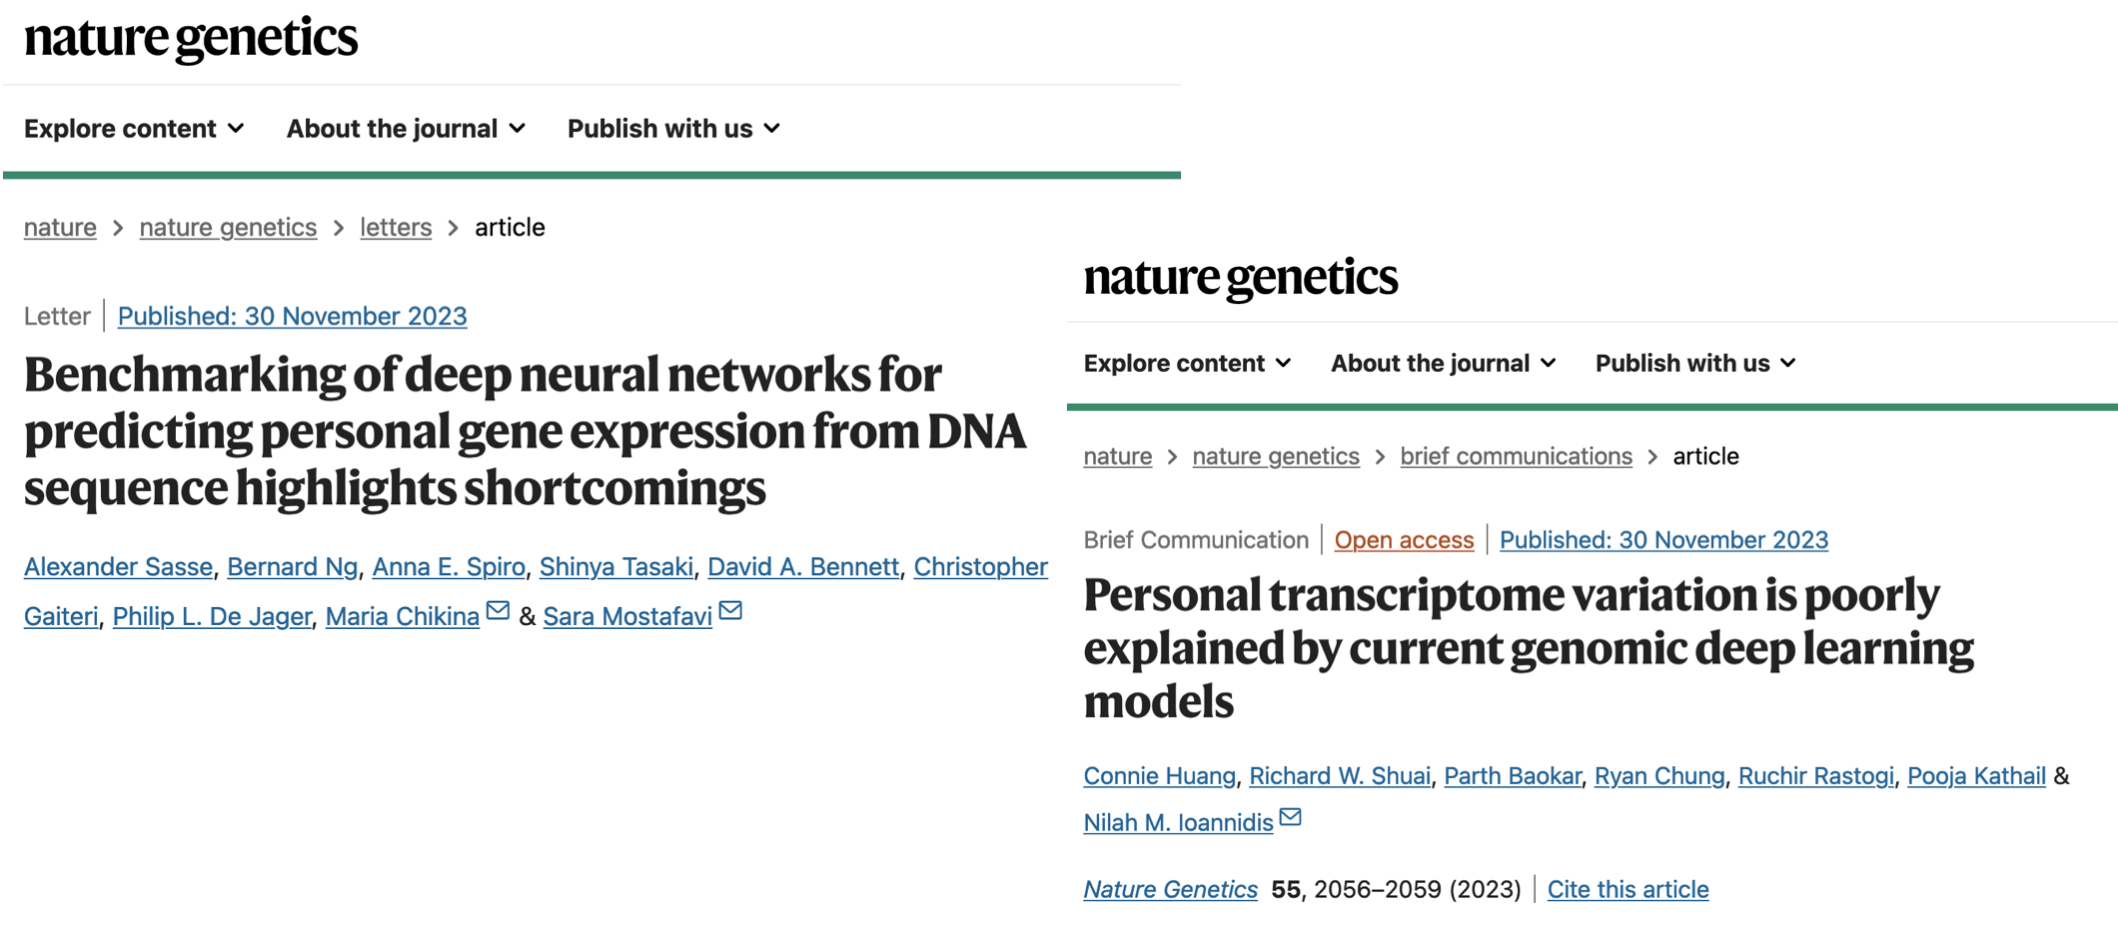 nature genetics
Explore content About the journal Publish with us
nature > nature genetics > letters > article
Letter | Published: 30 November 2023
Benchmarking of deep neural networks for
predicting personal gene expression from DNA
sequence highlights shortcomings
Alexander Sasse, Bernard Ng, Anna E. Spiro, Shinya Tasaki, David A. Bennett, Christopher
Gaiteri, Philip L. De Jager, Maria Chikina & Sara Mostafavi
nature genetics
Explore content About the journal Publish with us
nature > nature genetics > brief communications > article
Brief Communication | Open access | Published: 30 November 2023
Personal transcriptome variation is poorly
explained by current genomic deep learning
models
Connie Huang, Richard W. Shuai, Parth Baokar, Ryan Chung, Ruchir Rastogi, Pooja Kathail &
Nilah M. Ioannidis
Nature Genetics 55, 2056–2059 (2023) | Cite this article